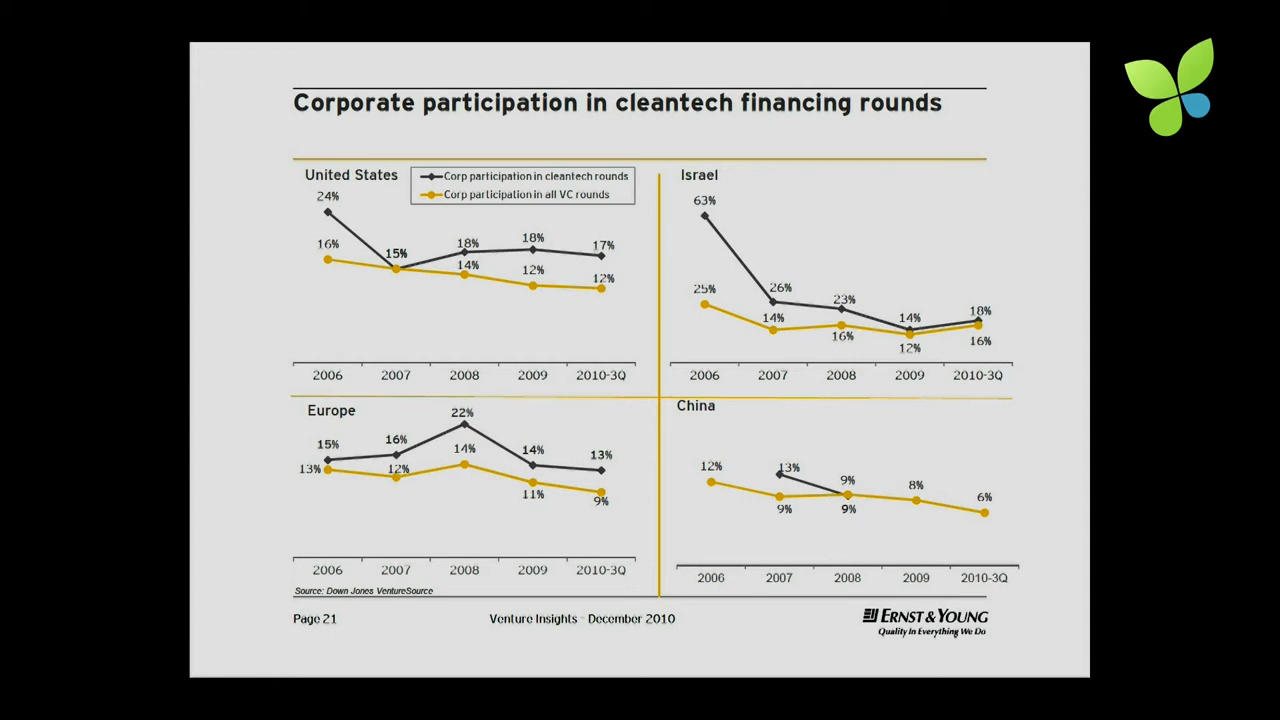 Corporate participation in cleantech financing rounds
United States
Corp participation in cleantech rounds
Corp participation in all VC rounds
24%
16%
15%
18%
14%
18%
12%
17%
12%
2006 2007 2008 2009 2010-3Q
Israel
63%
25%
26%
14%
23%
16%
14%
12%
18%
16%
2006 2007 2008 2009 2010-3Q
Europe
15%
13%
16%
12%
22%
14%
14%
11%
13%
9%
2006 2007 2008 2009 2010-3Q
China
12%
13%
9%
9%
9%
8%
6%
2006 2007 2008 2009 2010-3Q
Source: Down Jones VentureSource
Page 21
Venture Insights - December 2010
ERNST & YOUNG
Quality In Everything We Do